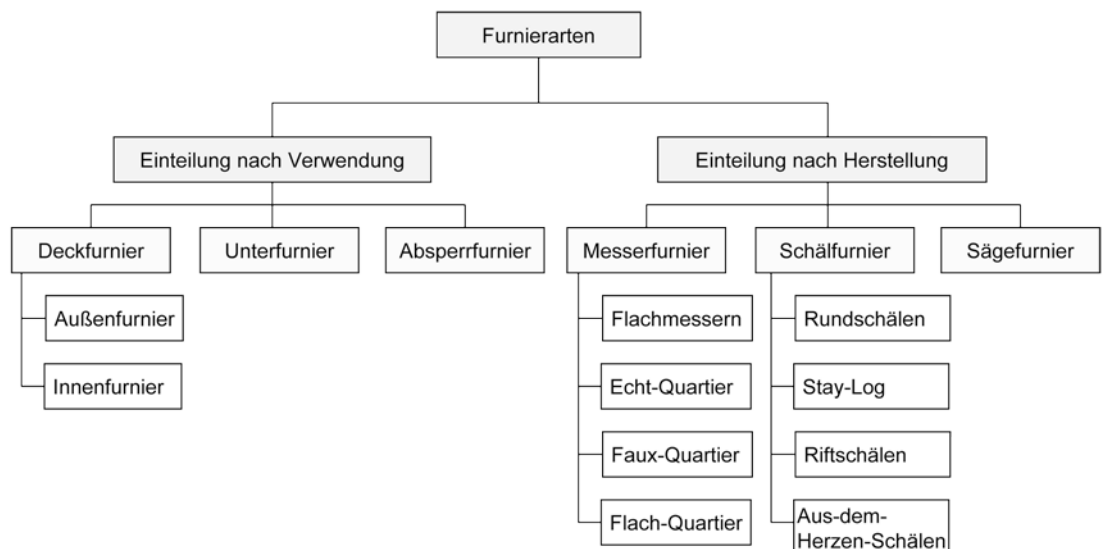 Furnierarten
Einteilung nach Verwendung
Einteilung nach Herstellung
Deckfurnier
Unterfurnier
Absperrfurnier
Messerfurnier
Schälfurnier
Sägefurnier
Außenfurnier
Innenfurnier
Flachmessern
Echt-Quartier
Faux-Quartier
Flach-Quartier
Rundschälen
Stay-Log
Riftschälen
Aus-dem-
Herzen-Schälen